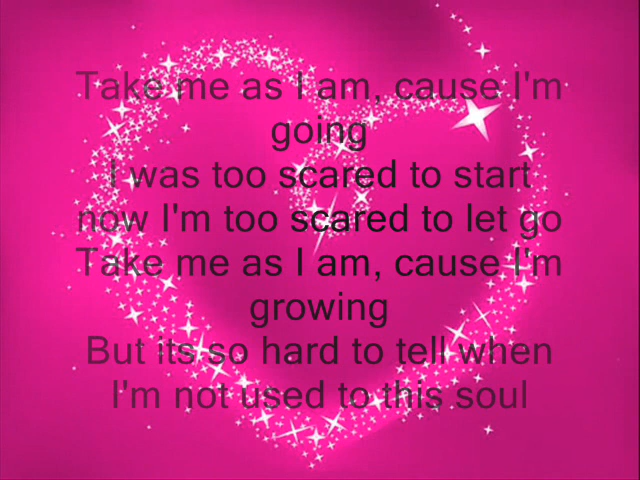 Take me as I am, cause I'm
going
I was too scared to start
now I'm too scared to let go
Take me as I am, cause I'm
growing
But its so hard to tell when
I'm not used to this soul